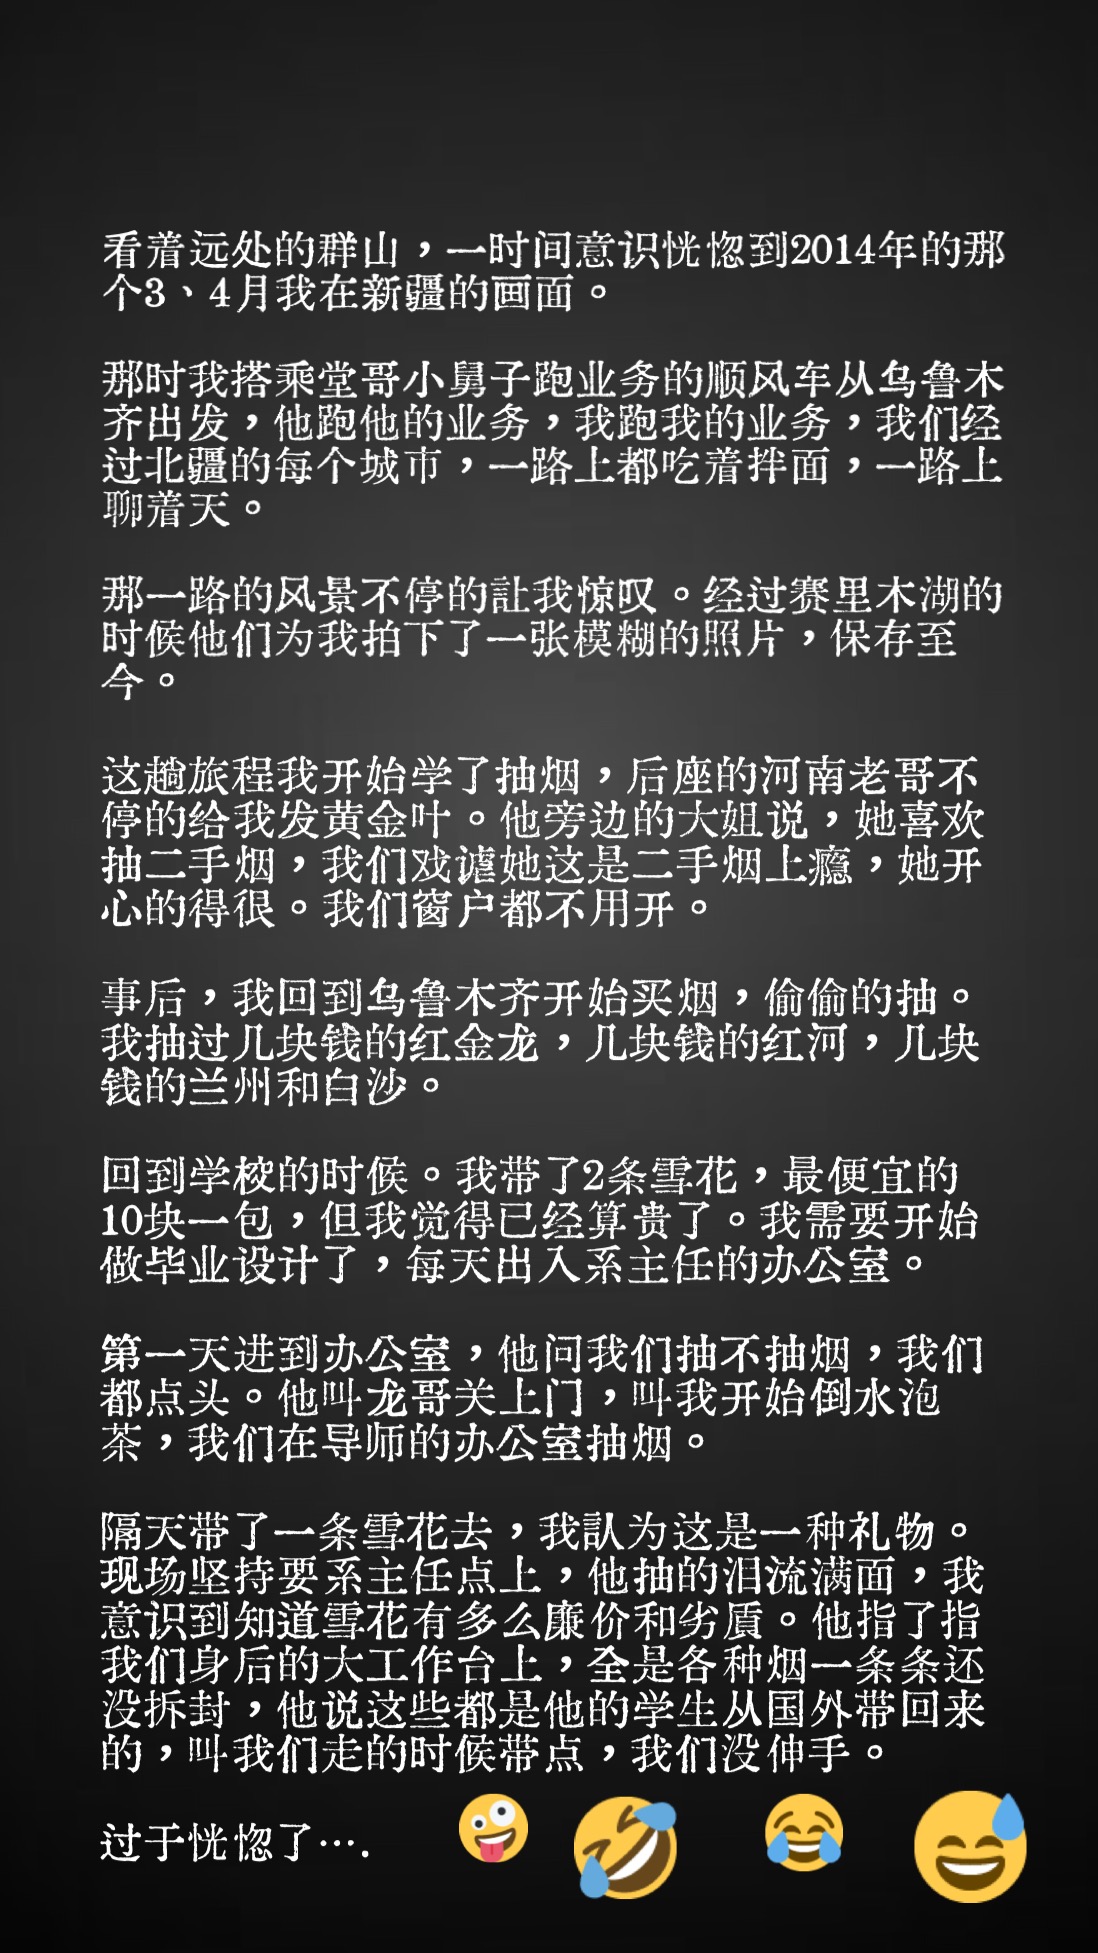 看着远处的群山，一时间意识恍惚到2014年的那
个3、4月我在新疆的画面。
那时我搭乘堂哥小舅子跑业务的顺风车从乌鲁木
齐出发，他跑他的业务，我跑我的业务，我们经
过北疆的每个城市，一路上都吃着拌面，一路上
聊着天。
那一路的风景不停的让我惊叹。经过赛里木湖的
时候他们为我拍下了一张模糊的照片，保存至
今。
这趟旅程我开始学了抽烟，后座的河南老哥不
停的给我发黄金叶。他旁边的大姐说，她喜欢
抽二手烟，我们戏谑她这是二手烟上瘾，她开
心的得很。我们窗户都不用开。
事后，我回到乌鲁木齐开始买烟，偷偷的抽。
我抽过几块钱的红金龙，几块钱的红河，几块
钱的兰州和白沙。
回到学校的时候。我带了2条雪花，最便宜的
10块一包，但我觉得已经算贵了。我需要开始
做毕业设计了，每天出入系主任的办公室。
第一天进到办公室，他问我们抽不抽烟，我们
都点头。他叫龙哥关上门，叫我开始倒水泡
茶，我们在导师的办公室抽烟。
隔天带了一条雪花去，我认为这是一种礼物。
现场坚持要系主任点上，他抽的泪流满面，我
意识到知道雪花有多么廉价和劣质。他指了指
我们身后的大工作台上，全是各种烟一条条还
没拆封，他说这些都是他的学生从国外带回来
的，叫我们走的时候带点，我们没伸手。
过于恍惚了….